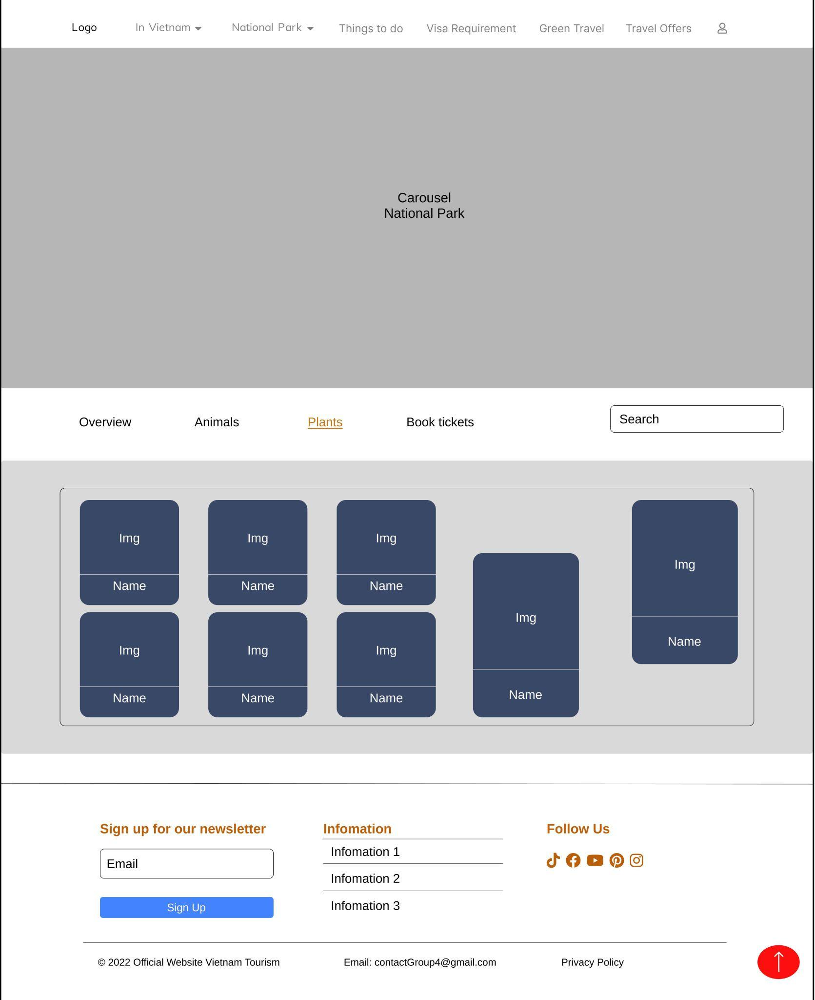 Logo In Vietnam National Park Things to do Visa Requirement Green Travel Travel Offers
Carousel
National Park
Overview Animals Plants Book tickets Search
Img Img Img Img
Name Name Name
Img
Name
Img Img Img
Name Name Name Name
Sign up for our newsletter
Email
Sign Up
Infomation
Infomation 1
Infomation 2
Infomation 3
Follow Us
© 2022 Official Website Vietnam Tourism Email: contactGroup4@gmail.com Privacy Policy